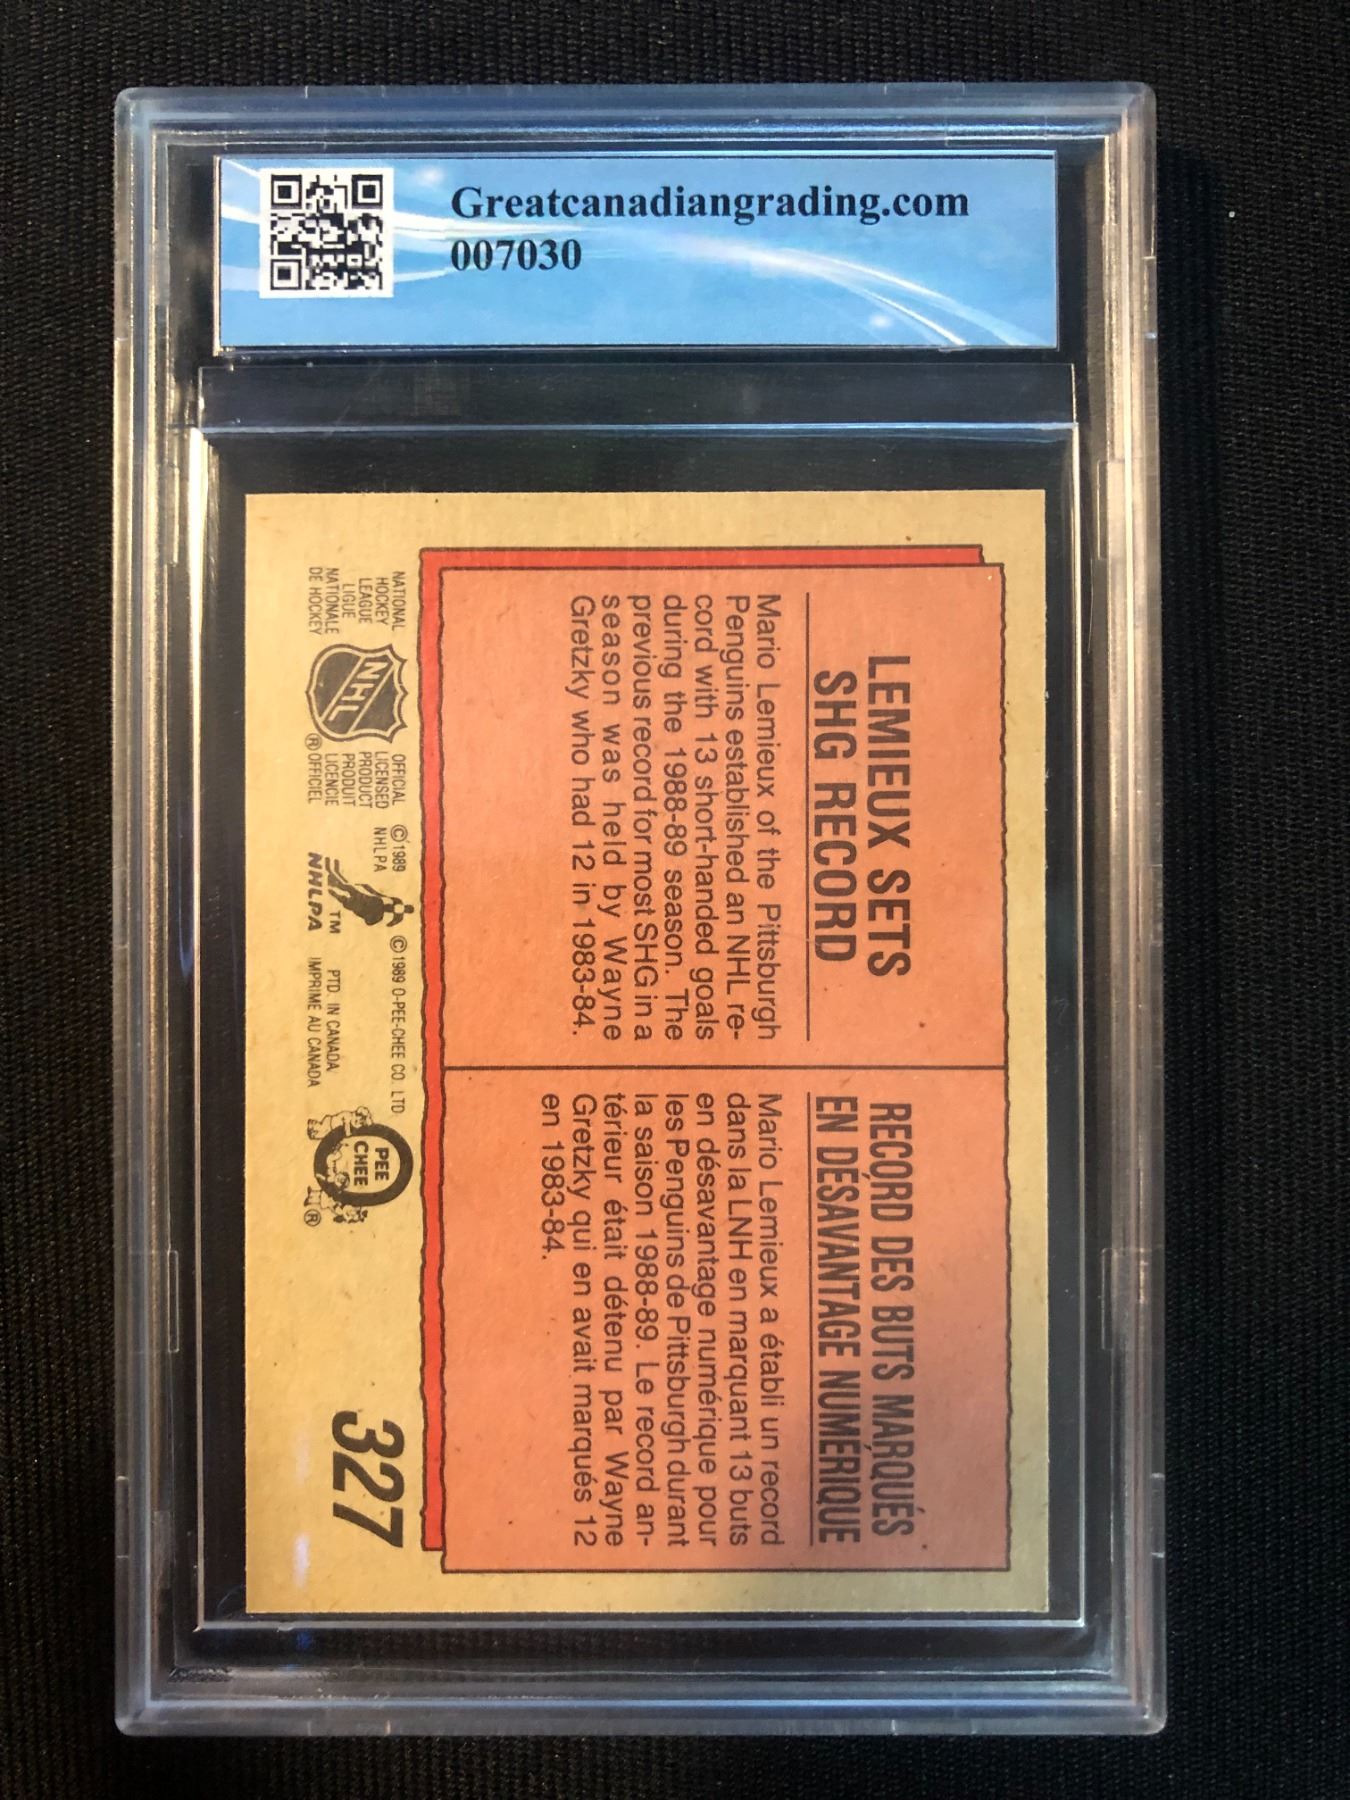 Greatcanadiangrading.com
007030
LEMIEUX SETS
SHG RECORD
Mario Lemieux of the Pittsburgh
Penguins established an NHL re-
cord with 13 short-handed goals
during the 1988-89 season. The
previous record for most SHG in a
season was held by Wayne
Gretzky who had 12 in 1983-84.
RECORD DES BUTS MARQUÉS
EN DÉSAVANTAGE NUMÉRIQUE
Mario Lemieux a établi un record
dans la LNH en marquant 13 buts
en désavantage numérique pour
les Penguins de Pittsburgh durant
la saison 1988-89. Le record an-
térieur était détenu par Wayne
Gretzky qui en avait marqués 12
en 1983-84.
NATIONAL
HOCKEY
LEAGUE
LIGUE
NATIONALE
DE HOCKEY
NHL
®
OFFICIAL
LICENSED
PRODUCT
PRODUIT
LICENCIE
OFFICIEL
©1989
NHLPA
TM
NHLPA
©1989 O-PEE-CHEE CO. LTD.
PTD. IN CANADA
IMPRIME AU CANADA
O
PEE
CHEE
®
327